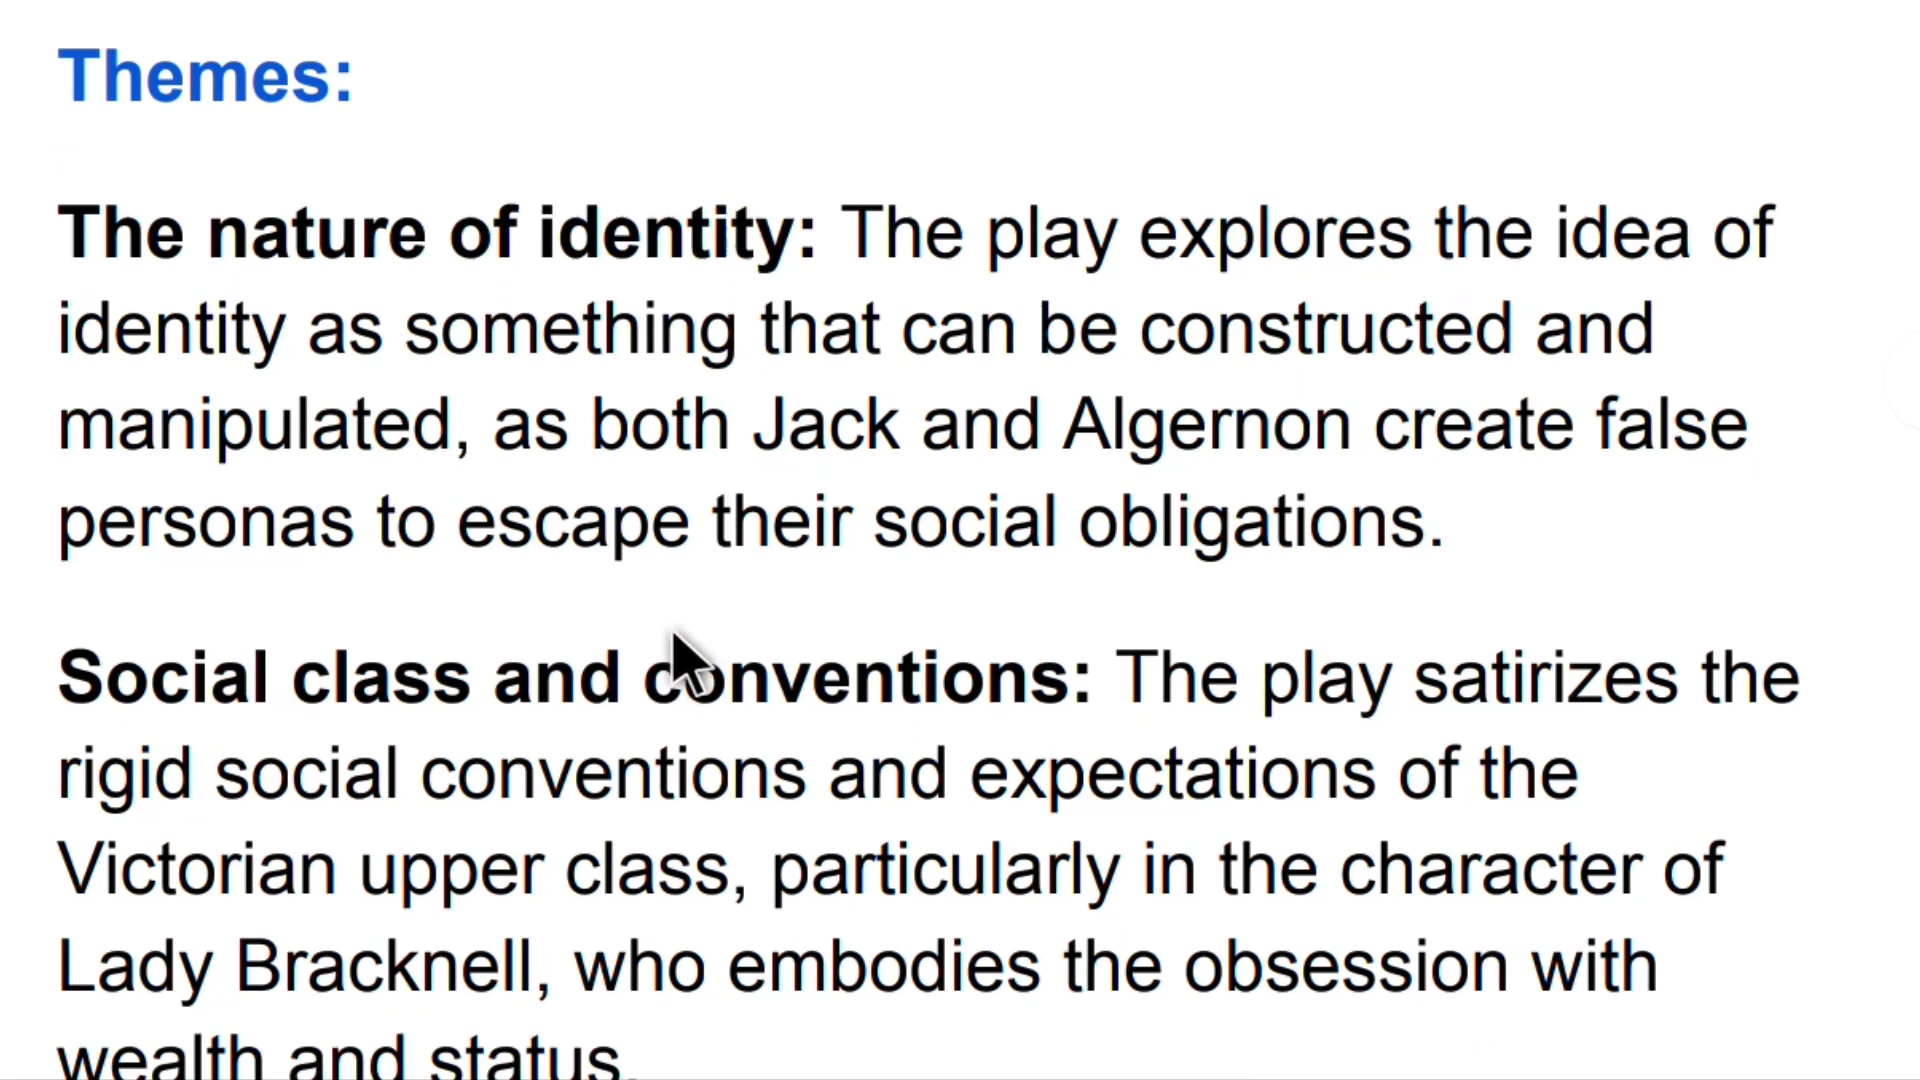 Themes:
The nature of identity: The play explores the idea of
identity as something that can be constructed and
manipulated, as both Jack and Algernon create false
personas to escape their social obligations.
Social class and conventions: The play satirizes the
rigid social conventions and expectations of the
Victorian upper class, particularly in the character of
Lady Bracknell, who embodies the obsession with
wealth and status.